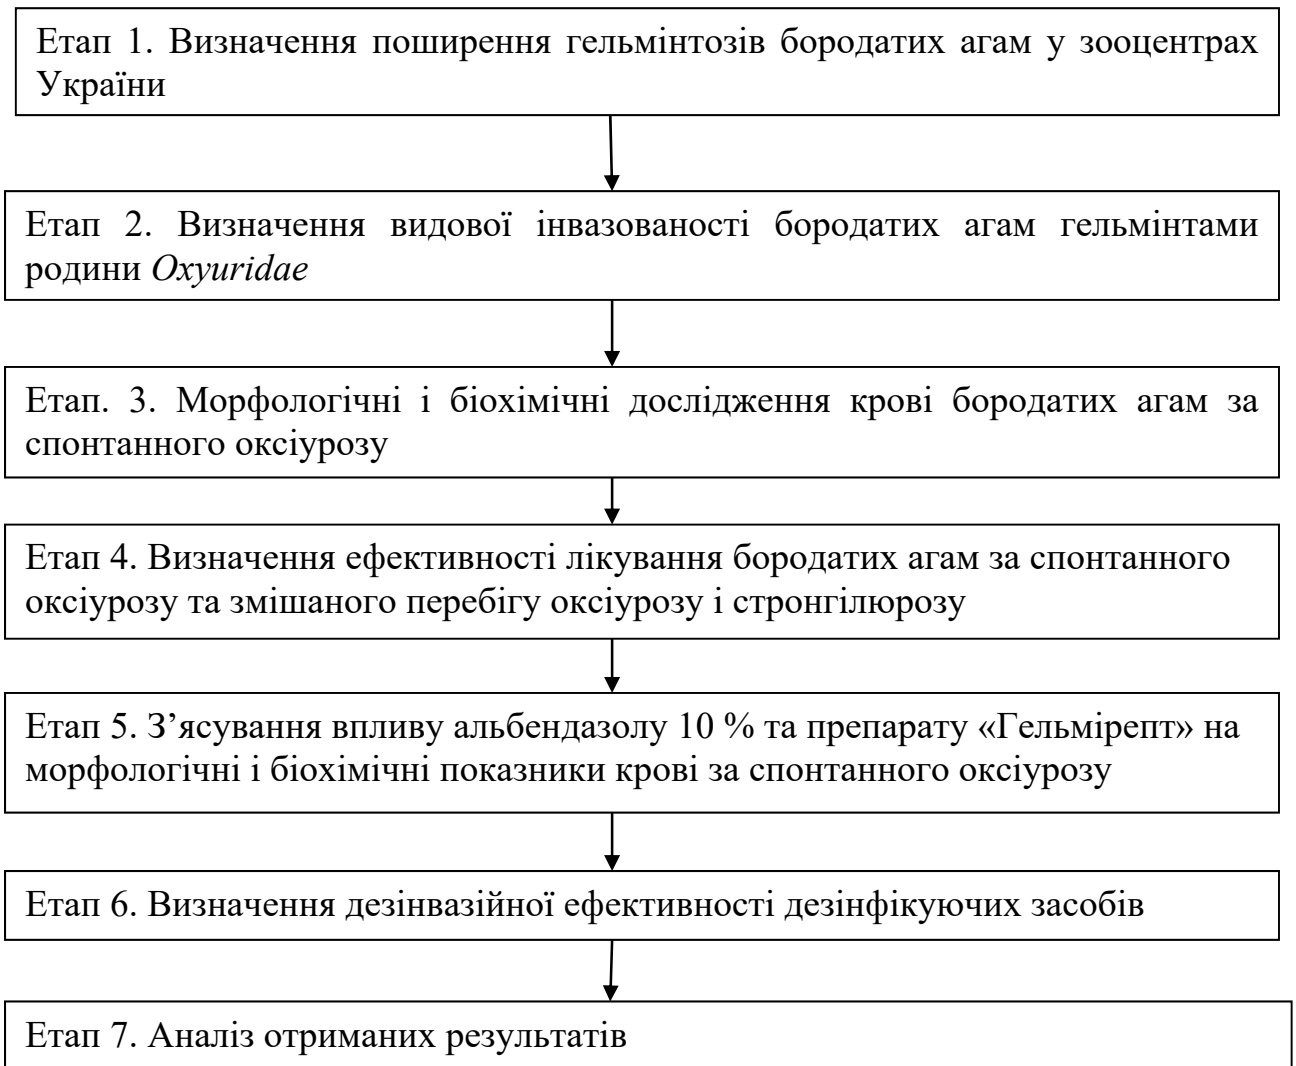 Етап 1. Визначення поширення гельмінтозів бородатих агам у зооцентрах
України
Етап 2. Визначення видової інвазованості бородатих агам гельмінтами
родини Oxyuridae
Етап. 3. Морфологічні і біохімічні дослідження крові бородатих агам за
спонтанного оксіурозу
Етап 4. Визначення ефективності лікування бородатих агам за спонтанного
оксіурозу та змішаного перебігу оксіурозу і стронгілюрозу
Етап 5. З’ясування впливу альбендазолу 10 % та препарату «Гельмірепт» на
морфологічні і біохімічні показники крові за спонтанного оксіурозу
Етап 6. Визначення дезінвазійної ефективності дезінфікуючих засобів
Етап 7. Аналіз отриманих результатів